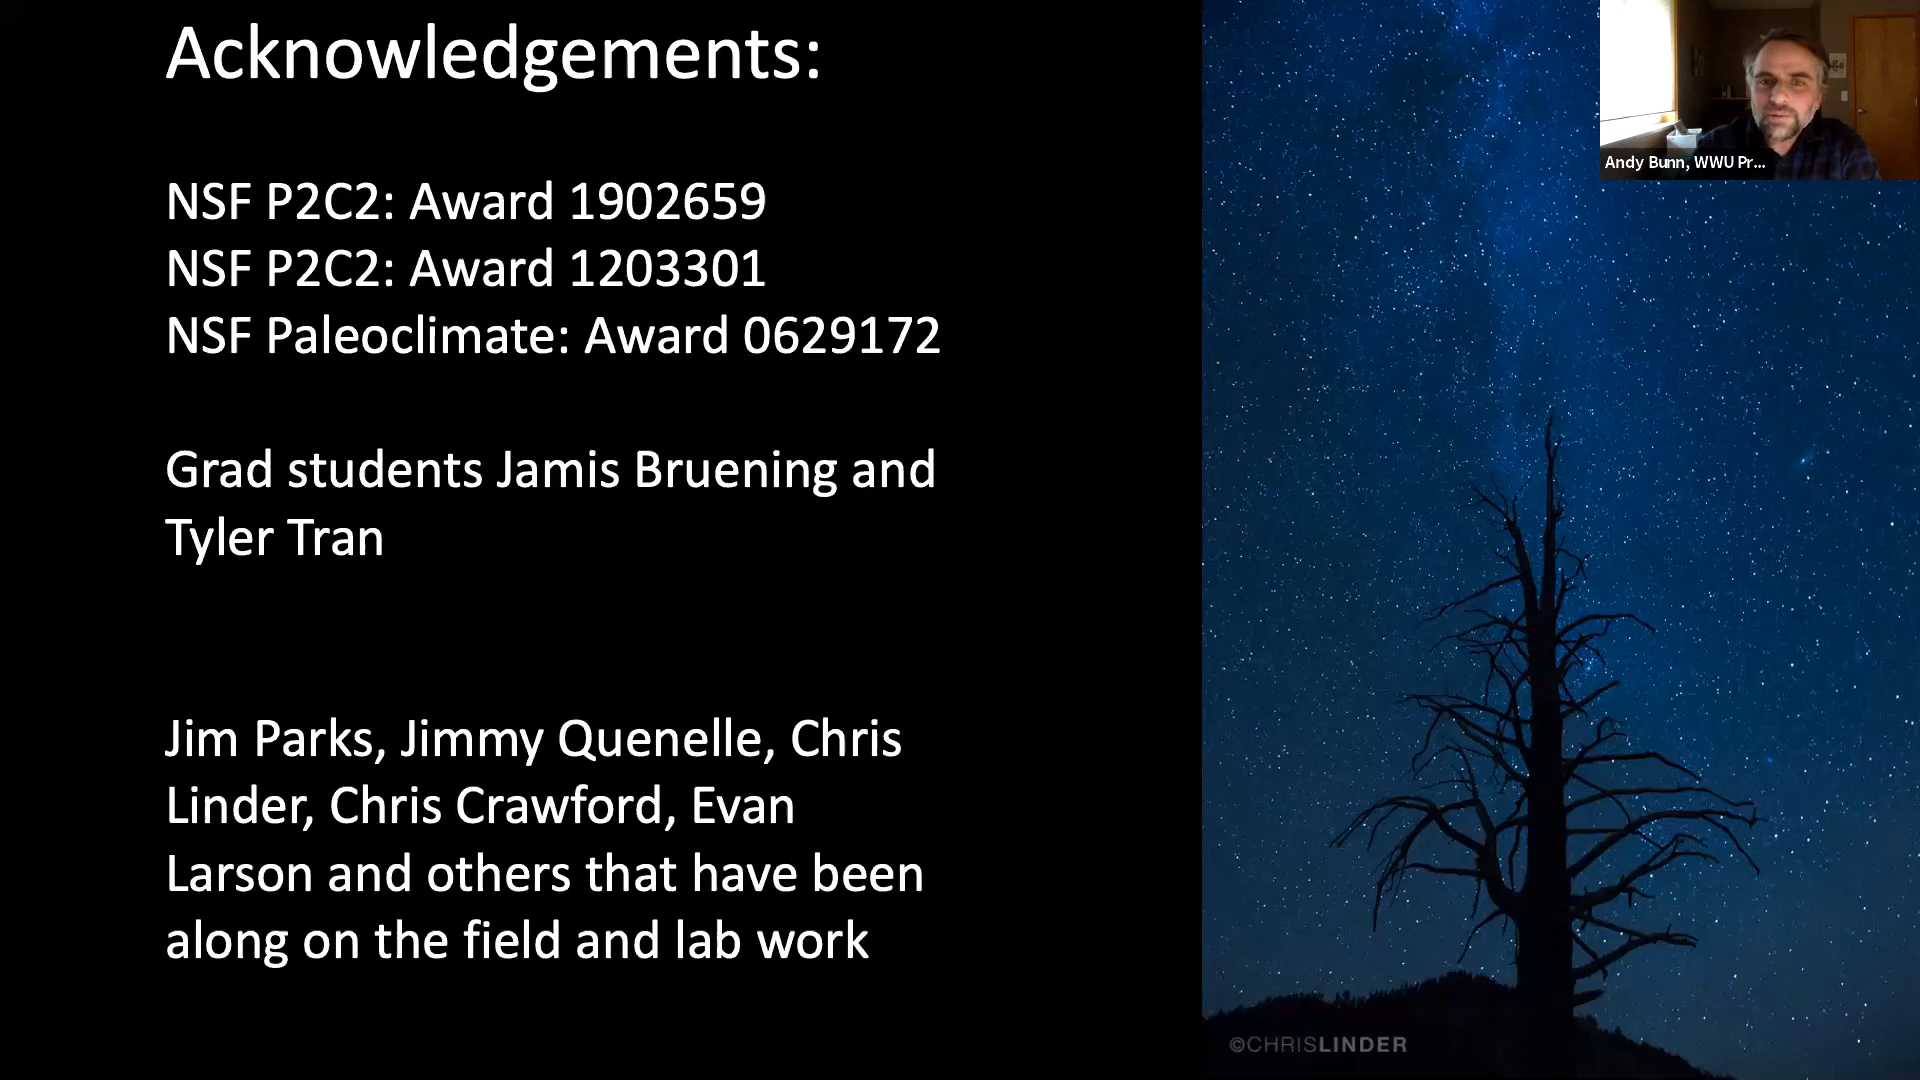 Acknowledgements:
NSF P2C2: Award 1902659
NSF P2C2: Award 1203301
NSF Paleoclimate: Award 0629172
Grad students Jamis Bruening and
Tyler Tran
Jim Parks, Jimmy Quenelle, Chris
Linder, Chris Crawford, Evan
Larson and others that have been
along on the field and lab work
Andy Bunn, WWU Pr...
©CHRISLINDER